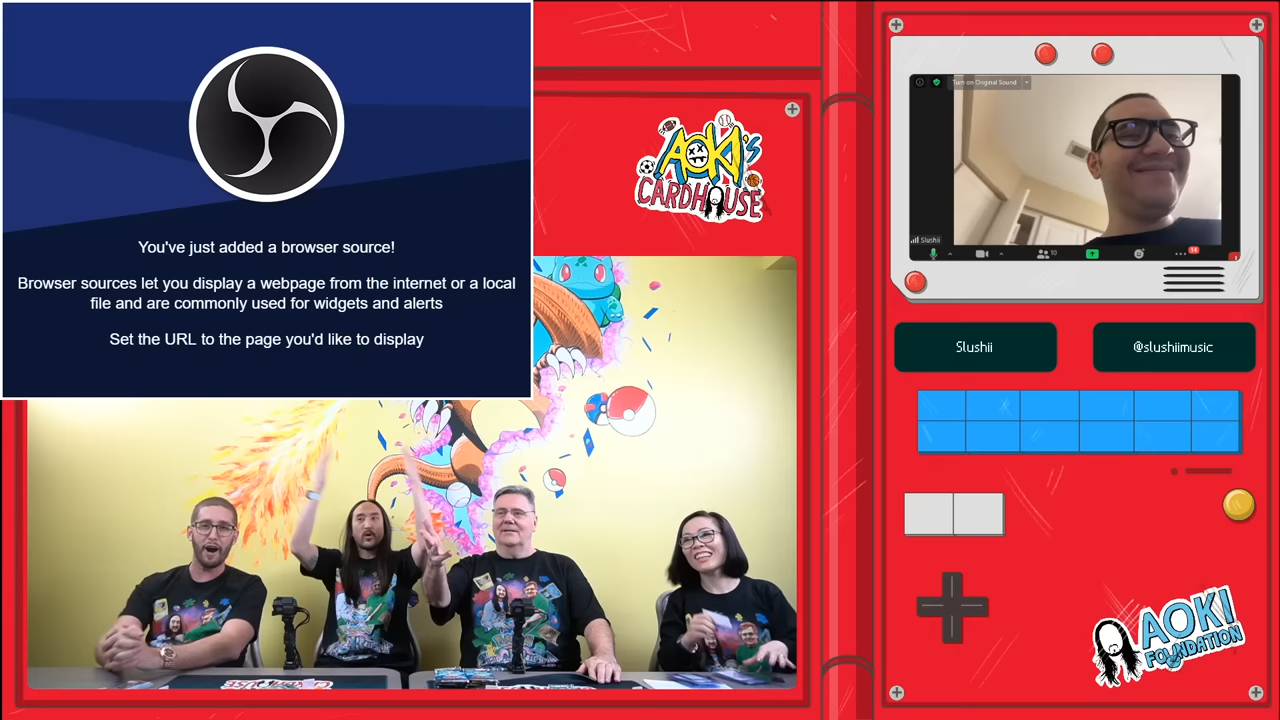 You've just added a browser source!
Browser sources let you display a webpage from the internet or a local
file and are commonly used for widgets and alerts
Set the URL to the page you'd like to display
AOKI'S
CARDHOUSE
Turn on Original Sound
Slushii
10
14
Slushii
@slushiimusic
AOKI
FOUNDATION